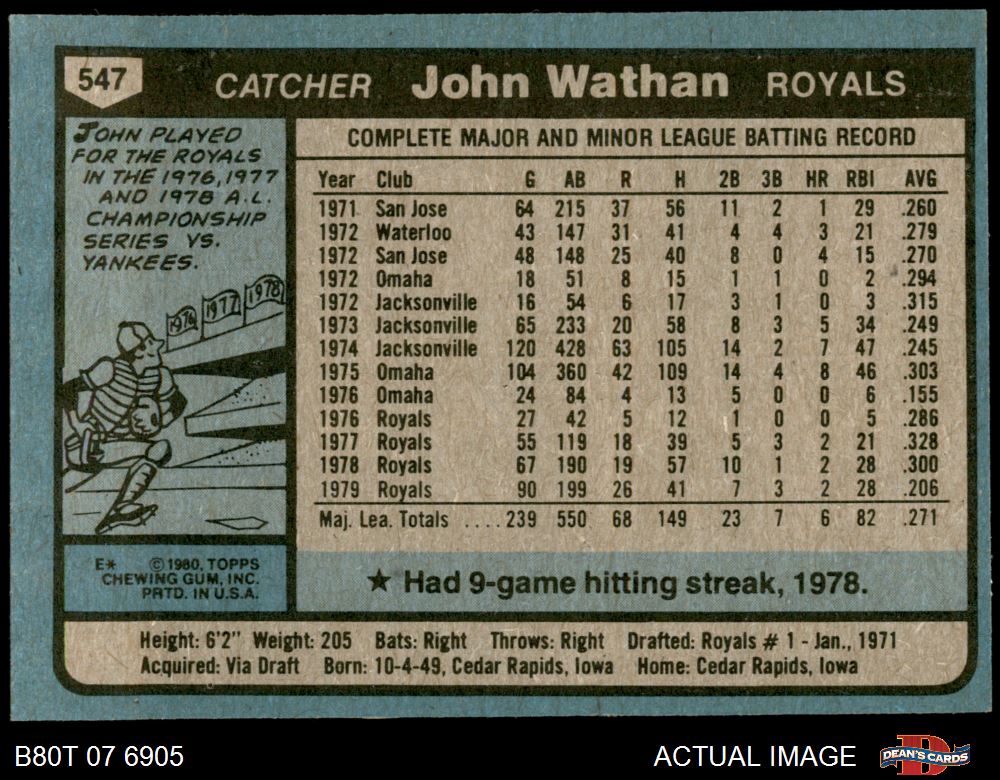 547 CATCHER John Wathan ROYALS
JOHN PLAYED
FOR THE ROYALS
IN THE 1976, 1977
AND 1978 A.L.
CHAMPIONSHIP
SERIES VS.
YANKEES.
1976 1977 1978
E* ©1980, TOPPS
CHEWING GUM, INC.
PRTD. IN U.S.A.
COMPLETE MAJOR AND MINOR LEAGUE BATTING RECORD
Year Club G AB R H 2B 3B HR RBI AVG
1971 San Jose 64 215 37 56 11 2 1 29 .260
1972 Waterloo 43 147 31 41 4 4 3 21 .279
1972 San Jose 48 148 25 40 8 0 4 15 .270
1972 Omaha 18 51 8 15 1 1 0 2 .294
1972 Jacksonville 16 54 6 17 3 1 0 3 .315
1973 Jacksonville 65 233 20 58 8 3 5 34 .249
1974 Jacksonville 120 428 63 105 14 2 7 47 .245
1975 Omaha 104 360 42 109 14 4 8 46 .303
1976 Omaha 24 84 4 13 5 0 0 6 .155
1976 Royals 27 42 5 12 1 0 0 5 .286
1977 Royals 55 119 18 39 5 3 2 21 .328
1978 Royals 67 190 19 57 10 1 2 28 .300
1979 Royals 90 199 26 41 7 3 2 28 .206
Maj. Lea. Totals ....239 550 68 149 23 7 6 82 .271
★ Had 9-game hitting streak, 1978.
Height: 6'2" Weight: 205 Bats: Right Throws: Right Drafted: Royals # 1 - Jan., 1971
Acquired: Via Draft Born: 10-4-49, Cedar Rapids, Iowa Home: Cedar Rapids, Iowa
B80T 07 6905 ACTUAL IMAGE DEAN'S CARDS